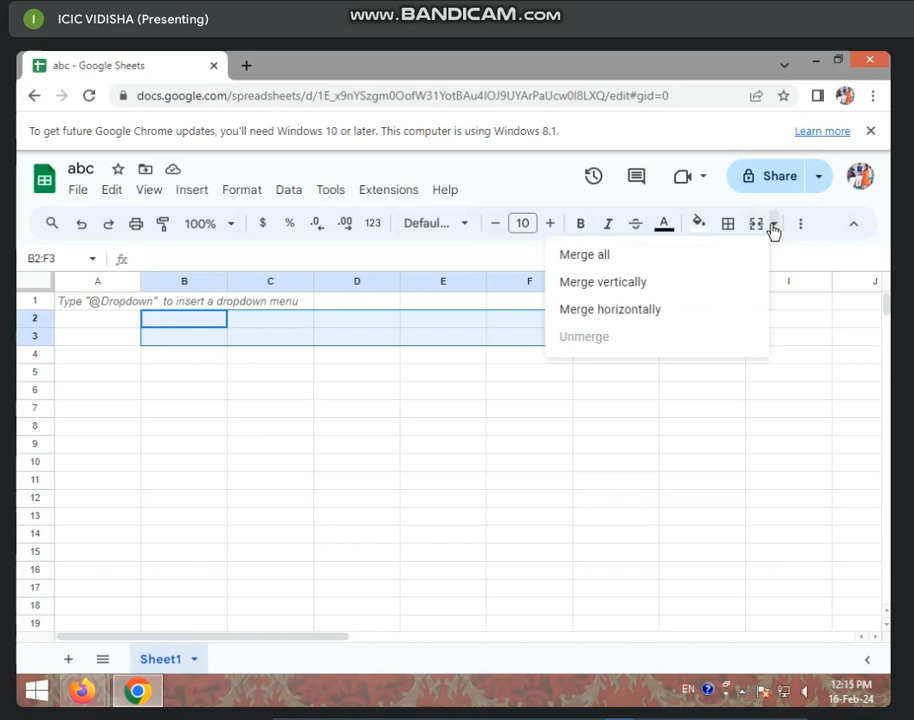 ICIC VIDISHA (Presenting)
www.BANDICAM.com
abc - Google Sheets
docs.google.com/spreadsheets/d/1E_x9nYSzgm0OofW31YotBAu4IOJ9UYArPaUcw0I8LXQ/edit#gid=0
To get future Google Chrome updates, you'll need Windows 10 or later. This computer is using Windows 8.1.
Learn more
abc
Share
File Edit View Insert Format Data Tools Extensions Help
100% $ % .0 .00 123 Defaul... 10 B I S A
B2:F3 fx
Merge all
Merge vertically
Merge horizontally
Unmerge
A B C D E F I J
1 Type "@Dropdown" to insert a dropdown menu
2
3
4
5
6
7
8
9
10
11
12
13
14
15
16
17
18
19
Sheet1
EN
12:15 PM
16-Feb-24